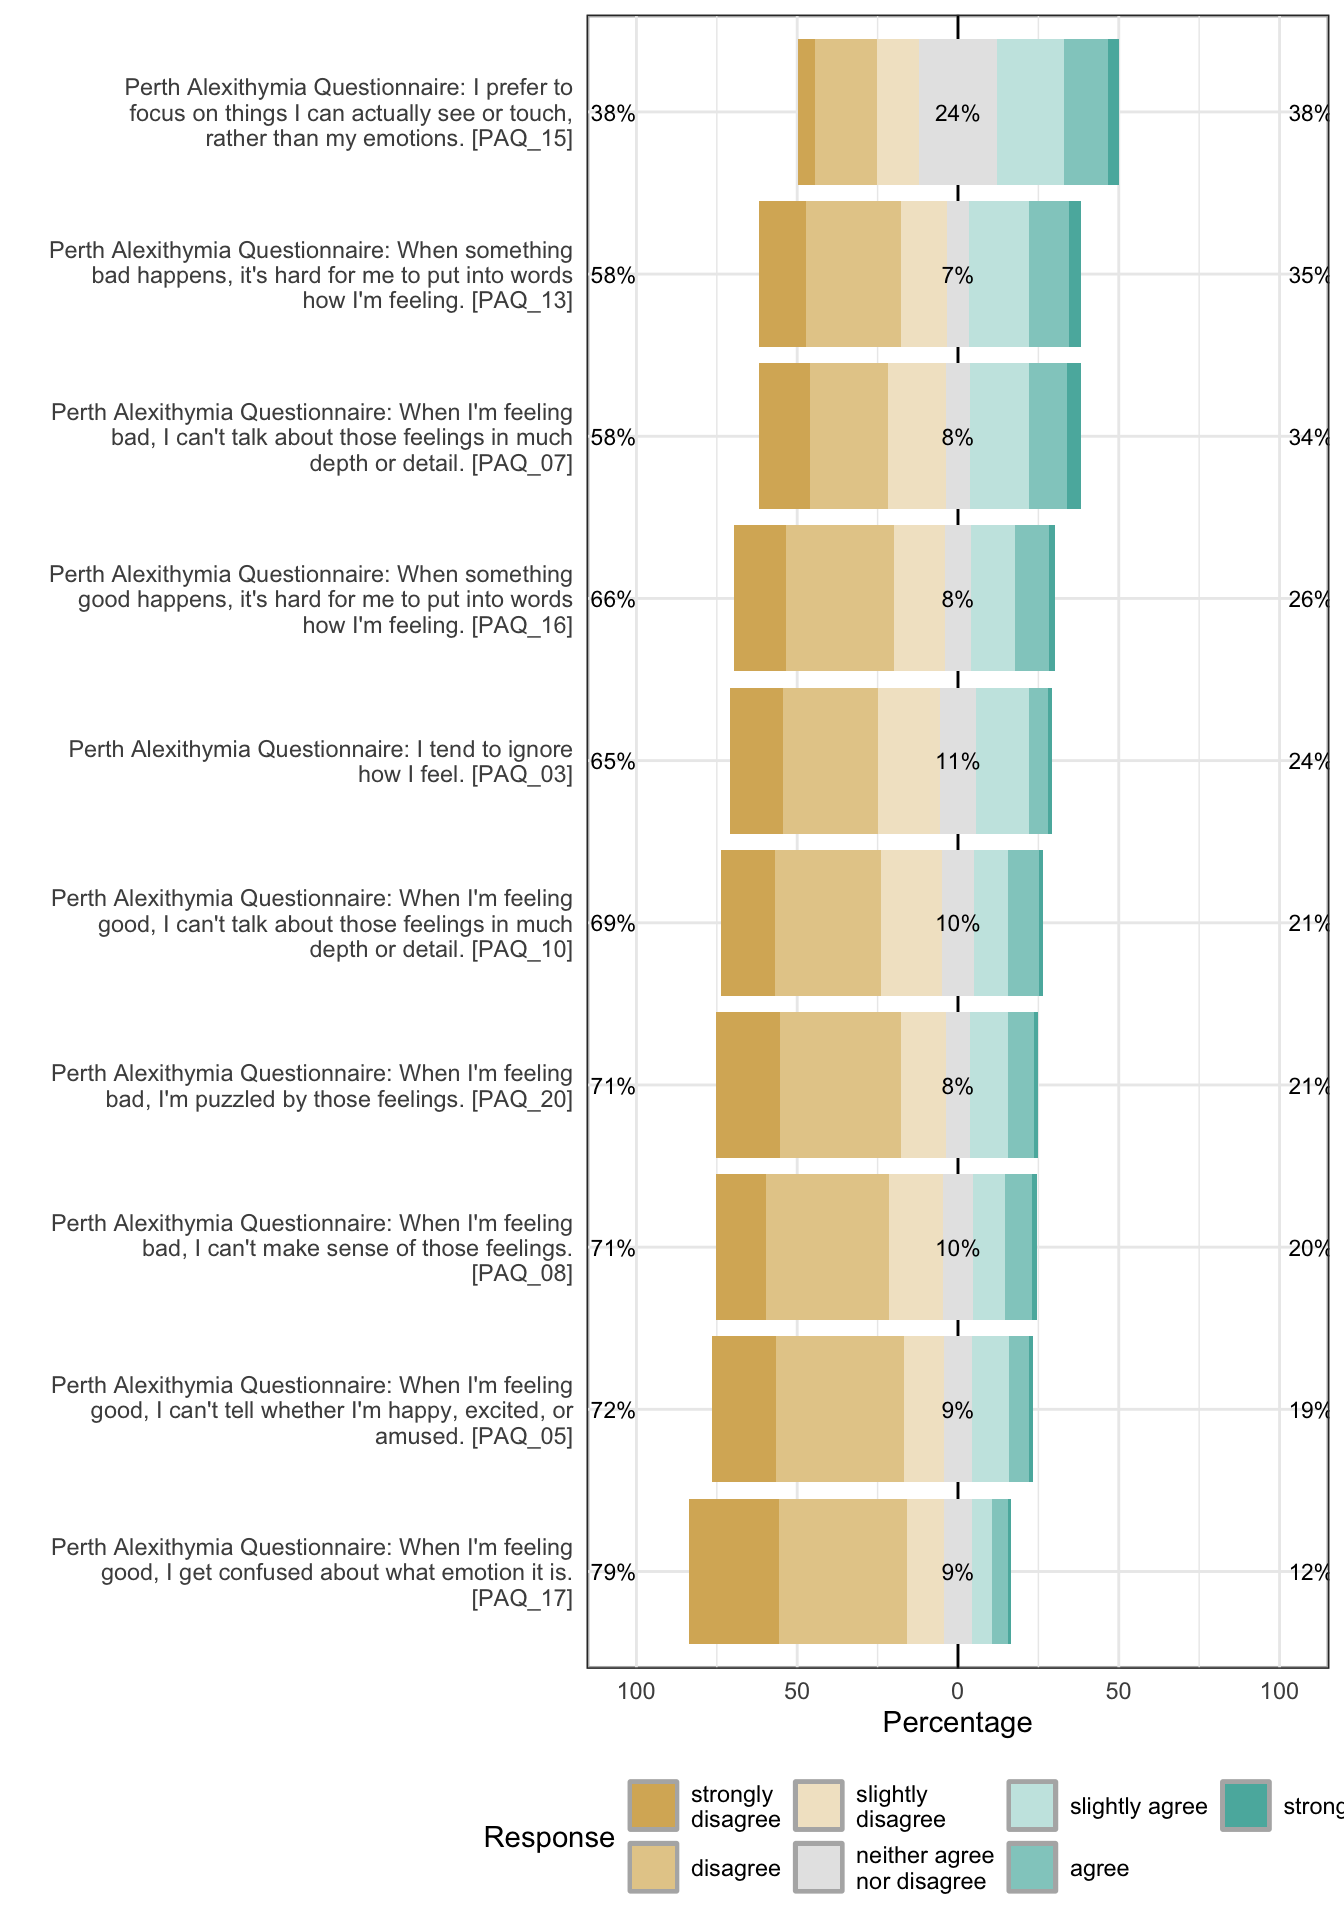 Perth Alexithymia Questionnaire: I prefer to
focus on things I can actually see or touch,
rather than my emotions. [PAQ_15]
38% 24% 38%
Perth Alexithymia Questionnaire: When something
bad happens, it's hard for me to put into words
how I'm feeling. [PAQ_13]
58% 7% 35%
Perth Alexithymia Questionnaire: When I'm feeling
bad, I can't talk about those feelings in much
depth or detail. [PAQ_07]
58% 8% 34%
Perth Alexithymia Questionnaire: When something
good happens, it's hard for me to put into words
how I'm feeling. [PAQ_16]
66% 8% 26%
Perth Alexithymia Questionnaire: I tend to ignore
how I feel. [PAQ_03]
65% 11% 24%
Perth Alexithymia Questionnaire: When I'm feeling
good, I can't talk about those feelings in much
depth or detail. [PAQ_10]
69% 10% 21%
Perth Alexithymia Questionnaire: When I'm feeling
bad, I'm puzzled by those feelings. [PAQ_20]
71% 8% 21%
Perth Alexithymia Questionnaire: When I'm feeling
bad, I can't make sense of those feelings.
[PAQ_08]
71% 10% 20%
Perth Alexithymia Questionnaire: When I'm feeling
good, I can't tell whether I'm happy, excited, or
amused. [PAQ_05]
72% 9% 19%
Perth Alexithymia Questionnaire: When I'm feeling
good, I get confused about what emotion it is.
[PAQ_17]
79% 9% 12%
100 50 0 50 100
Percentage
Response
strongly
disagree
disagree
slightly
disagree
neither agree
nor disagree
slightly agree
agree